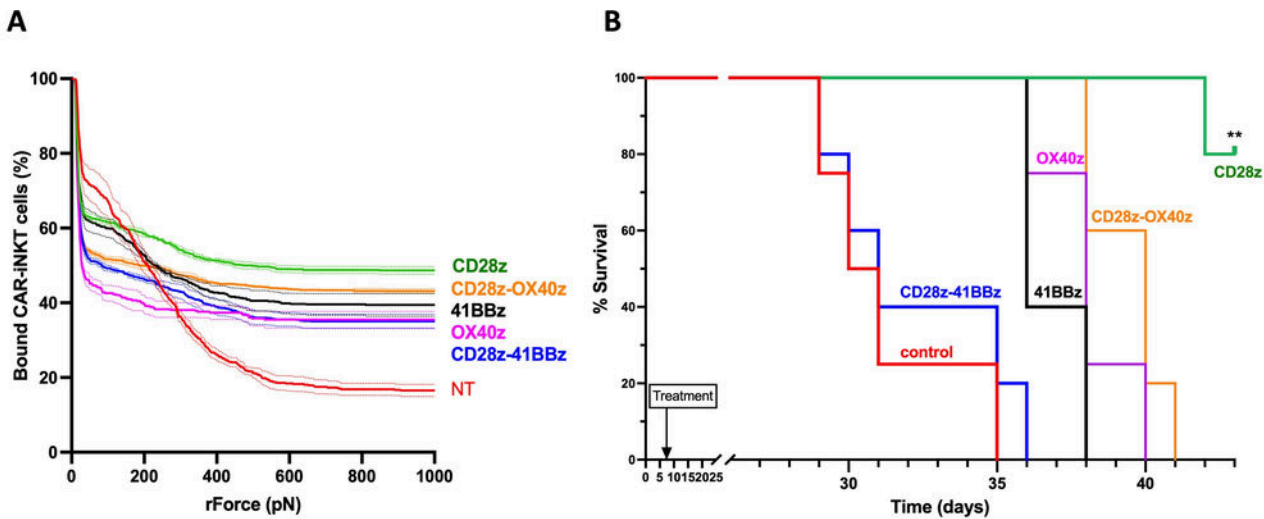 A
Bound CAR-iNKT cells (%)
100
80
60
40
20
0
0 200 400 600 800 1000
rForce (pN)
CD28z
CD28z-OX40z
41BBz
OX40z
CD28z-41BBz
NT
B
% Survival
100
80
60
40
20
0
0 5 10 15 20 25 30 35 40
Time (days)
Treatment
CD28z-41BBz
control
OX40z
41BBz
CD28z-OX40z
**
CD28z